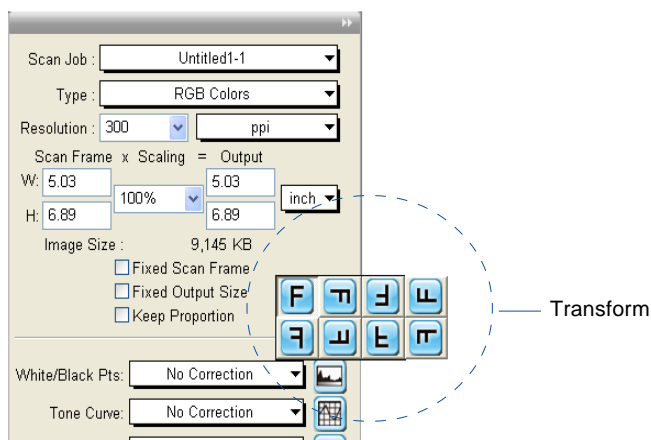 Scan Job : Untitled1-1
Type : RGB Colors
Resolution : 300 ppi
Scan Frame x Scaling = Output
W: 5.03 100% 5.03 inch
H: 6.89 6.89
Image Size : 9,145 KB
Fixed Scan Frame
Fixed Output Size
Keep Proportion
F F F F
F F F F
Transform
White/Black Pts: No Correction
Tone Curve: No Correction